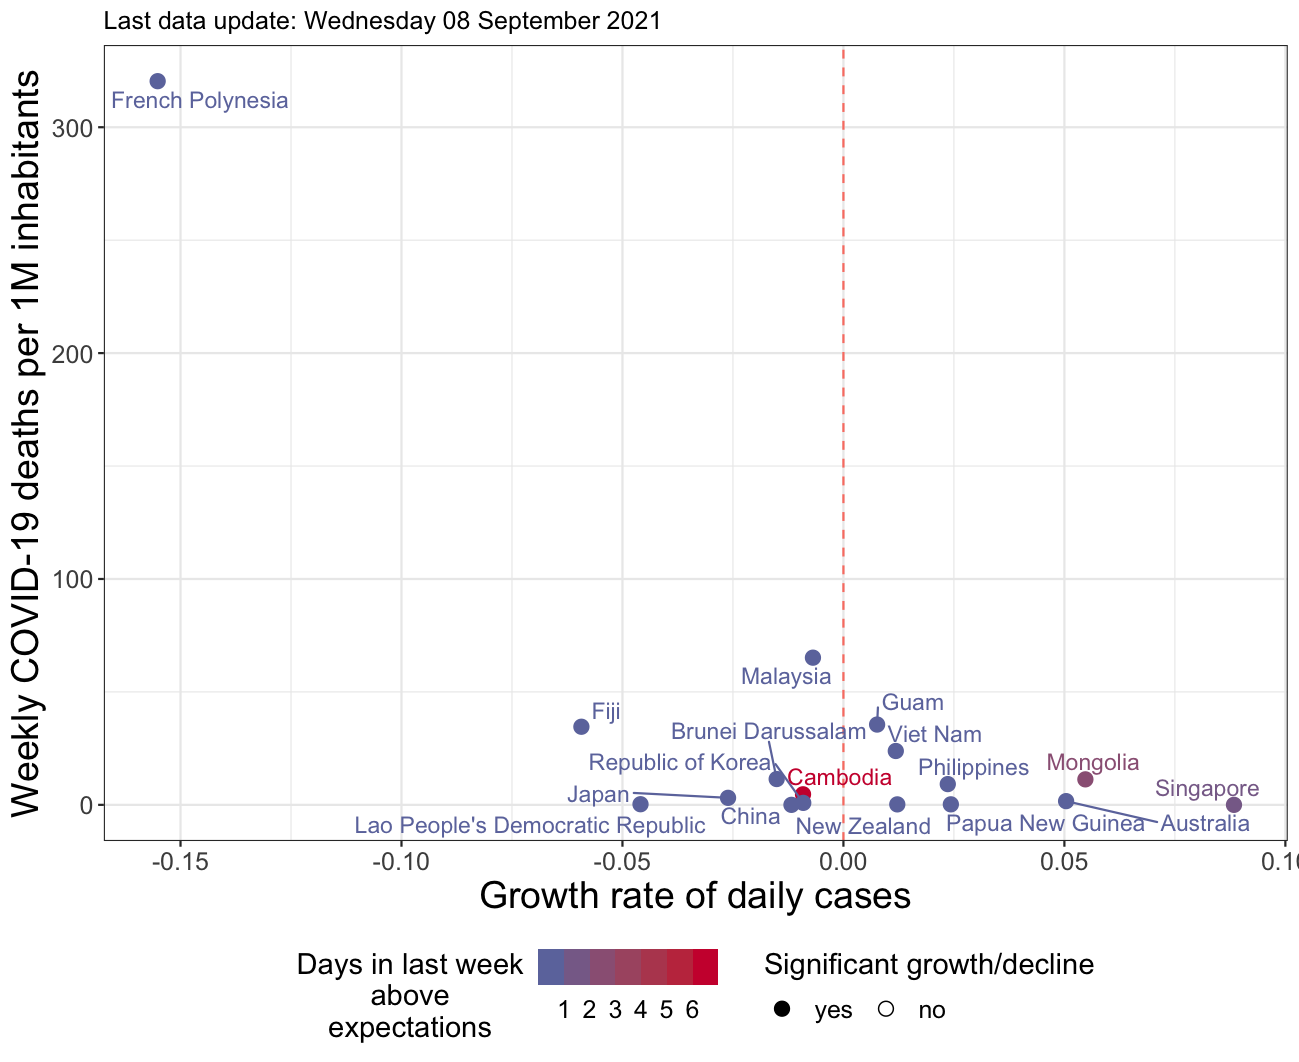 Last data update: Wednesday 08 September 2021
Weekly COVID-19 deaths per 1M inhabitants
300
200
100
0
French Polynesia
Malaysia
Fiji
Guam
Brunei Darussalam
Viet Nam
Republic of Korea
Cambodia
Philippines
Mongolia
Japan
Singapore
China
Lao People's Democratic Republic
New Zealand
Papua New Guinea
Australia
-0.15 -0.10 -0.05 0.00 0.05 0.10
Growth rate of daily cases
Days in last week
above
expectations
1 2 3 4 5 6
Significant growth/decline
yes no